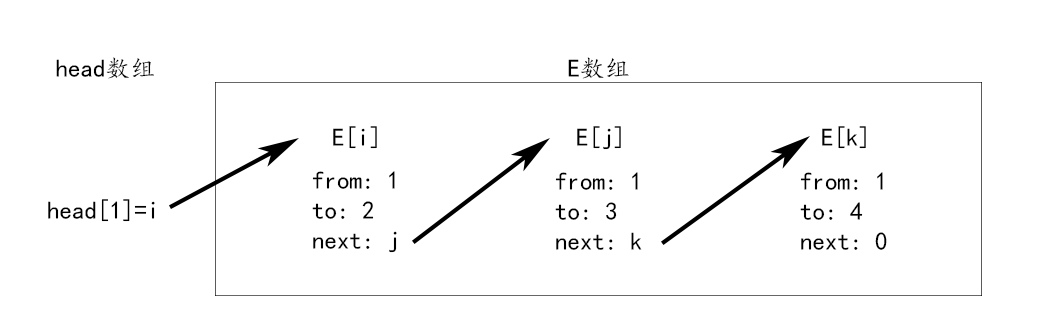 head数组
E数组
E[i]
E[j]
E[k]
from: 1
from: 1
from: 1
head[1]=i
to: 2
to: 3
to: 4
next: j
next: k
next: 0